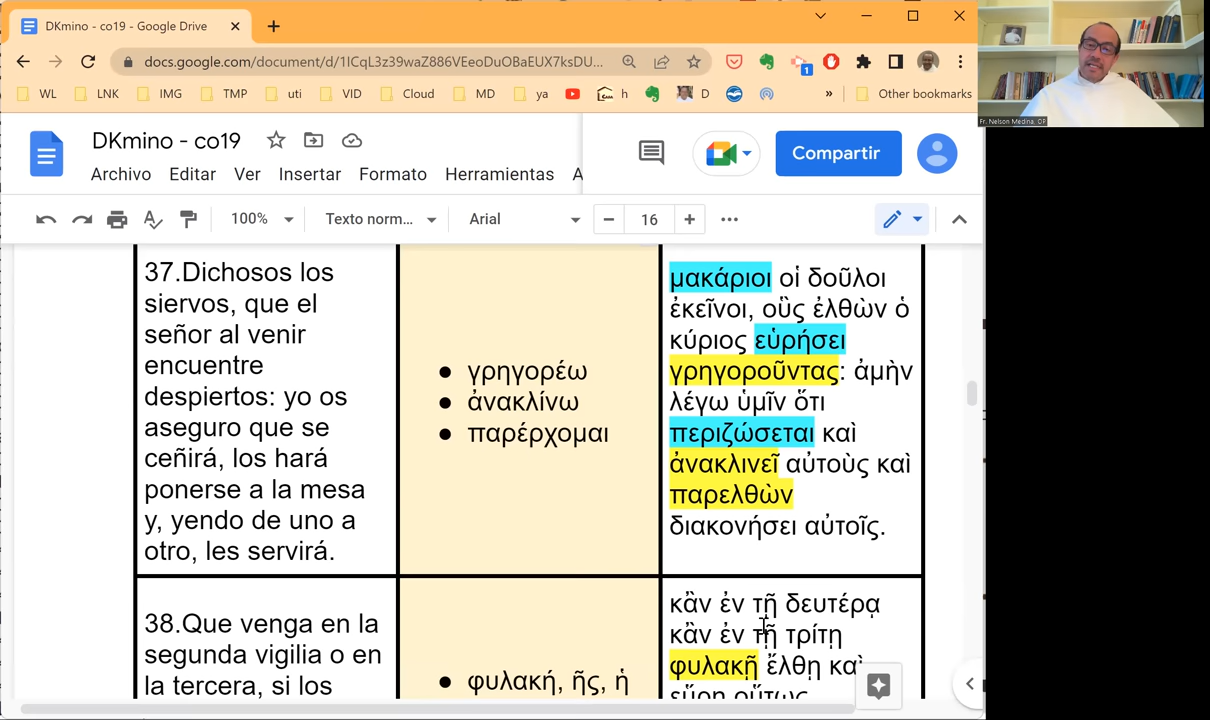 DKmino - co19 - Google Drive
docs.google.com/document/d/1lCqL3z39waZ886VEeoDuOBaEUX7ksDU...
WL LNK IMG TMP uti VID Cloud MD ya h D » Other bookmarks
1
Fr. Nelson Medina, OP
DKmino - co19
Compartir
Archivo Editar Ver Insertar Formato Herramientas A
100% Texto norm... Arial 16
37.Dichosos los
siervos, que el
señor al venir
encuentre
despiertos: yo os
aseguro que se
ceñirá, los hará
ponerse a la mesa
y, yendo de uno a
otro, les servirá.
● γρηγορέω
● ἀνακλίνω
● παρέρχομαι
μακάριοι οἱ δοῦλοι
ἐκεῖνοι, οὓς ἐλθὼν ὁ
κύριος εὑρήσει
γρηγοροῦντας: ἀμὴν
λέγω ὑμῖν ὅτι
περιζώσεται καὶ
ἀνακλινεῖ αὐτοὺς καὶ
παρελθὼν
διακονήσει αὐτοῖς.
38.Que venga en la
segunda vigilia o en
la tercera, si los
● φυλακή, ῆς, ἡ
κἂν ἐν τῇ δευτέρᾳ
κἂν ἐν τῇ τρίτῃ
φυλακῇ ἔλθῃ καὶ
εὕρῃ οὕτως